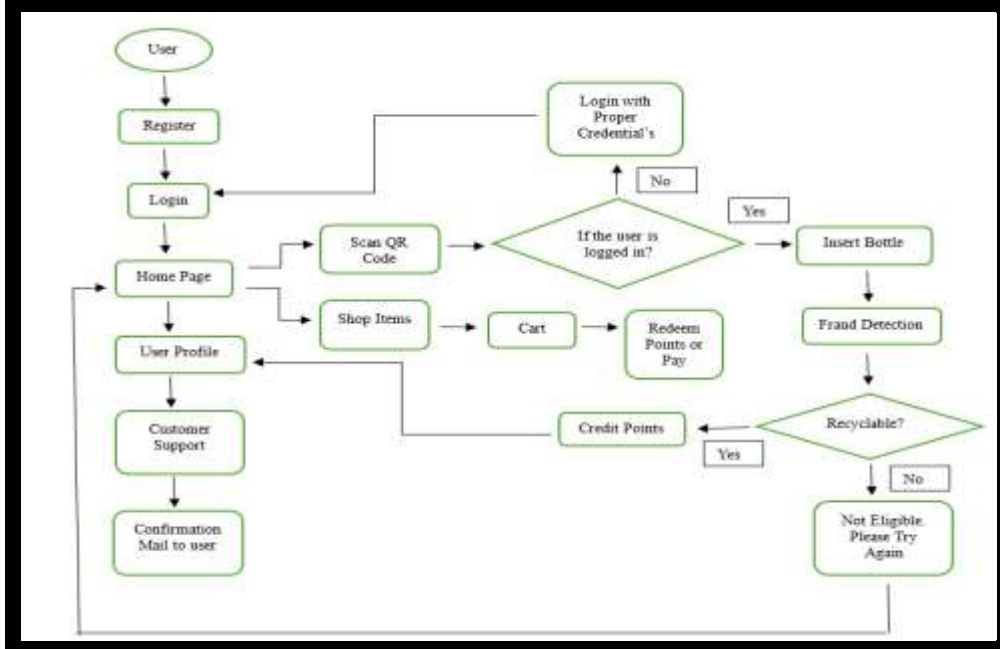 User
Register
Login
Home Page
User Profile
Customer
Support
Confirmation
Mail to user
Scan QR
Code
Shop Items
Cart
Redeem
Points or
Pay
Login with
Proper
Credential's
No
If the user is
logged in?
Yes
Insert Bottle
Fraud Detection
Recyclable?
Yes
Credit Points
No
Not Eligible.
Please Try
Again